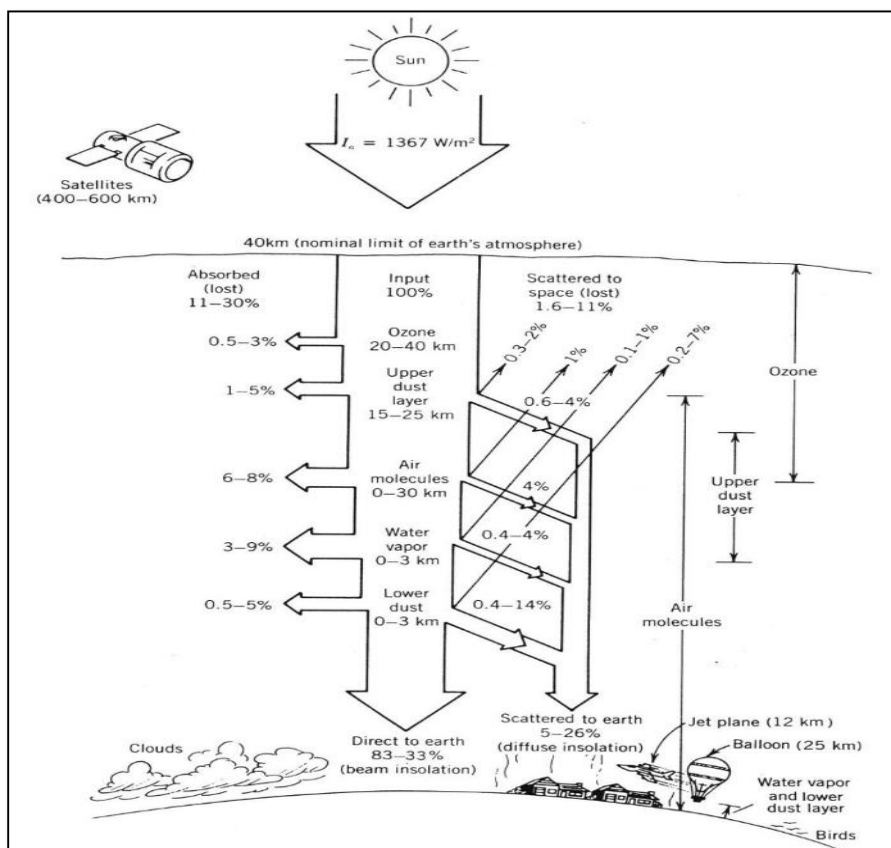 Sun
I₀ = 1367 W/m²
Satellites
(400–600 km)
40km (nominal limit of earth's atmosphere)
Absorbed
(lost)
11–30%
Input
100%
Scattered to
space (lost)
1.6–11%
0.5–3%
Ozone
20–40 km
0.3–2%
1%
0.1–1%
0.2–7%
Ozone
1–5%
Upper
dust
layer
15–25 km
0.6–4%
6–8%
Air
molecules
0–30 km
4%
Upper
dust
layer
3–9%
Water
vapor
0–3 km
0.4–4%
0.5–5%
Lower
dust
0–3 km
0.4–14%
Air
molecules
Clouds
Direct to earth
83–33%
(beam insolation)
Scattered to earth
5–26%
(diffuse insolation)
Jet plane (12 km)
Balloon (25 km)
Water vapor
and lower
dust layer
Birds